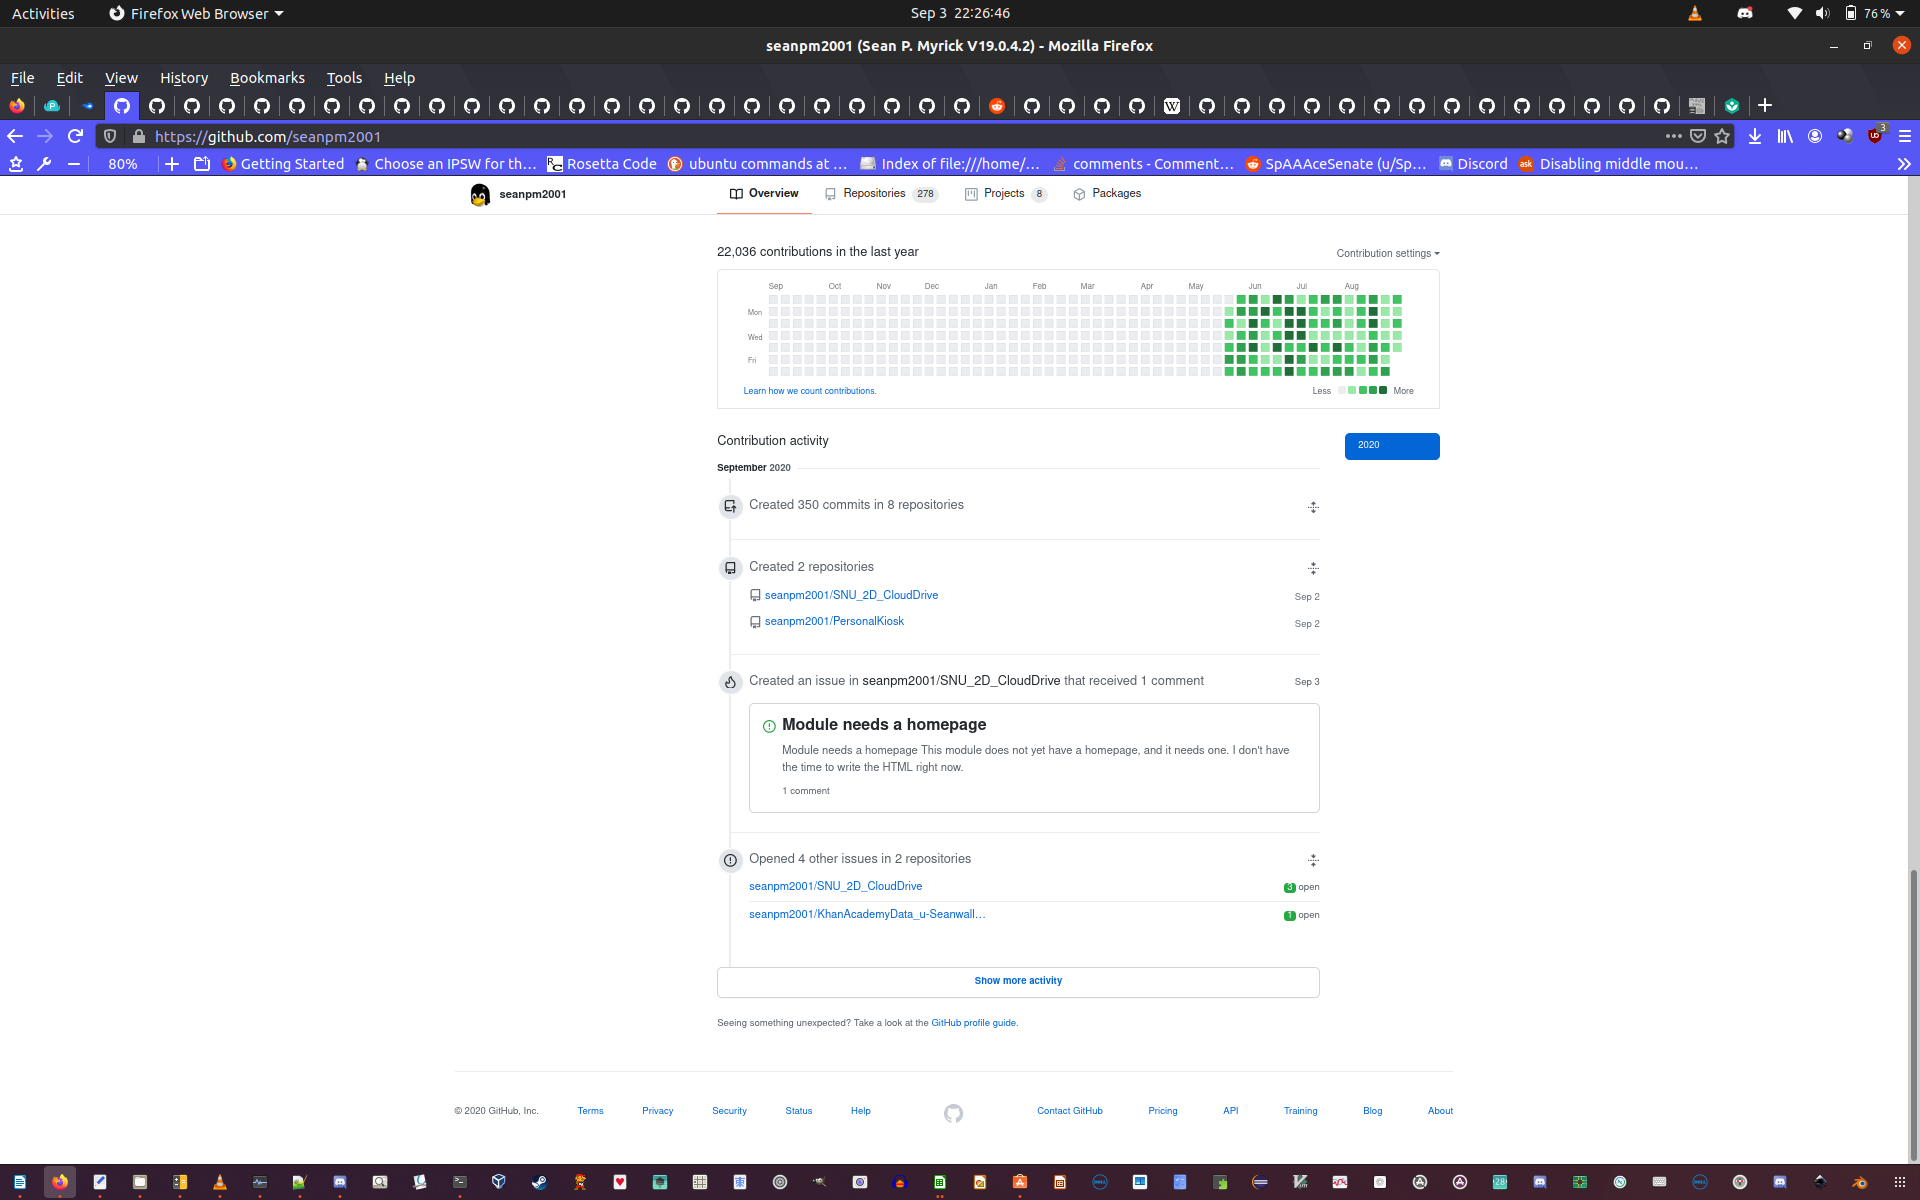 Activities Firefox Web Browser Sep 3 22:26:46 76 %
seanpm2001 (Sean P. Myrick V19.0.4.2) - Mozilla Firefox
File Edit View History Bookmarks Tools Help
https://github.com/seanpm2001 3
80% Getting Started Choose an IPSW for th… Rosetta Code ubuntu commands at … Index of file:///home/… comments - Comment… SpAAAceSenate (u/Sp… Discord Disabling middle mou…
seanpm2001 Overview Repositories 278 Projects 8 Packages
22,036 contributions in the last year Contribution settings
Sep Oct Nov Dec Jan Feb Mar Apr May Jun Jul Aug
Mon
Wed
Fri
Learn how we count contributions. Less More
Contribution activity 2020
September 2020
Created 350 commits in 8 repositories
Created 2 repositories
seanpm2001/SNU_2D_CloudDrive Sep 2
seanpm2001/PersonalKiosk Sep 2
Created an issue in seanpm2001/SNU_2D_CloudDrive that received 1 comment Sep 3
Module needs a homepage
Module needs a homepage This module does not yet have a homepage, and it needs one. I don't have
the time to write the HTML right now.
1 comment
Opened 4 other issues in 2 repositories
seanpm2001/SNU_2D_CloudDrive 3 open
seanpm2001/KhanAcademyData_u-Seanwall… 1 open
Show more activity
Seeing something unexpected? Take a look at the GitHub profile guide.
© 2020 GitHub, Inc. Terms Privacy Security Status Help Contact GitHub Pricing API Training Blog About